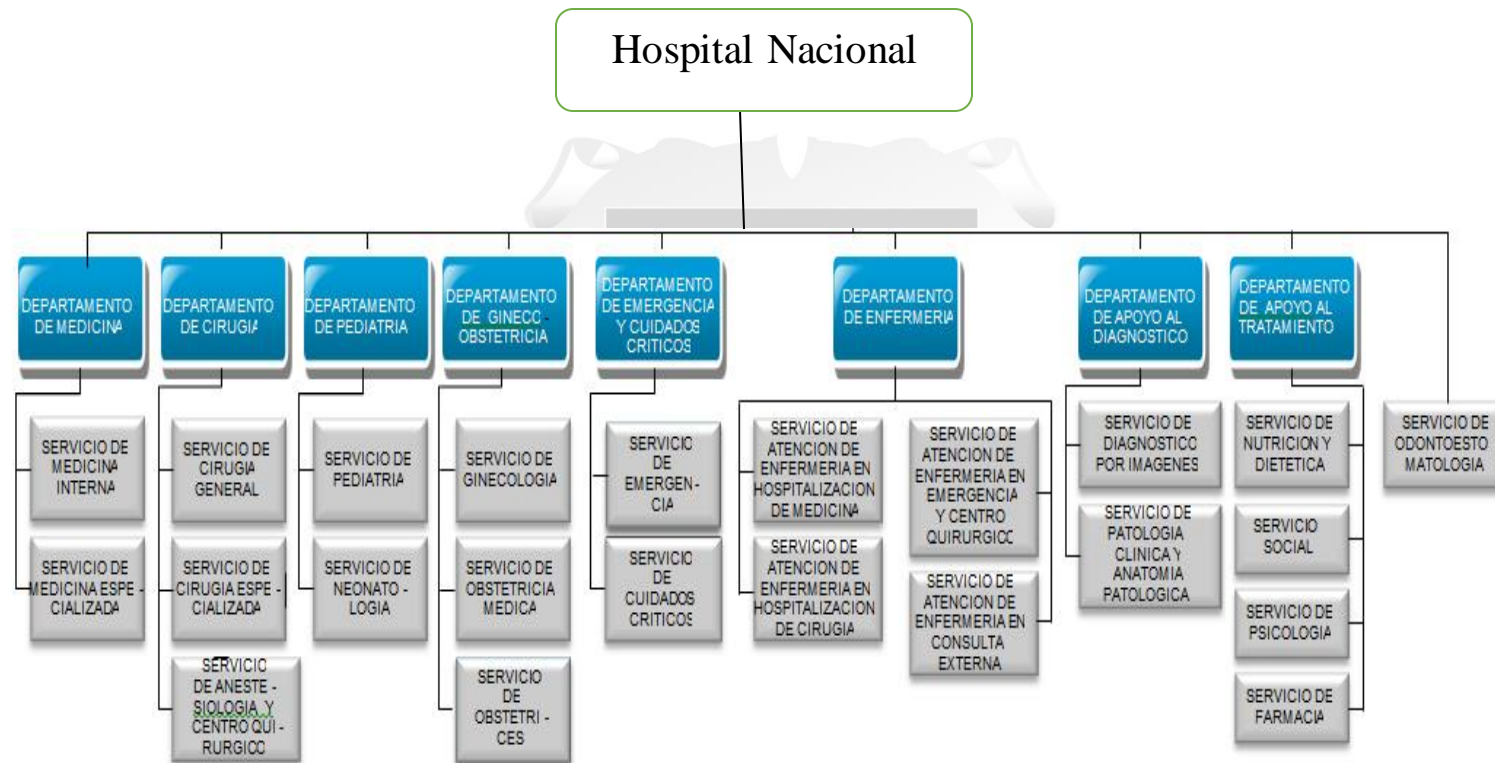 Hospital Nacional
DEPARTAMENTO
DE MEDICINA
DEPARTAMENTO
DE CIRUGIA
DEPARTAMENTO
DE PEDIATRIA
DEPARTAMENTO
DE GINECO -
OBSTETRICIA
DEPARTAMENTO
DE EMERGENCIA
Y CUIDADOS
CRITICOS
DEPARTAMENTO
DE ENFERMERIA
DEPARTAMENTO
DE APOYO AL
DIAGNOSTICO
DEPARTAMENTO
DE APOYO AL
TRATAMIENTO
SERVICIO DE
MEDICINA
INTERNA
SERVICIO DE
MEDICINA ESPE -
CIALIZADA
SERVICIO DE
CIRUGIA
GENERAL
SERVICIO DE
CIRUGIA ESPE -
CIALIZADA
SERVICIO
DE ANESTE -
SIOLOGIA Y
CENTRO QUI -
RURGICO
SERVICIO DE
PEDIATRIA
SERVICIO DE
NEONATO -
LOGIA
SERVICIO DE
GINECOLOGIA
SERVICIO DE
OBSTETRICIA
MEDICA
SERVICIO
DE
OBSTETRI -
CES
SERVICIO
DE
EMERGEN -
CIA
SERVICIO
DE
CUIDADOS
CRITICOS
SERVICIO DE
ATENCION DE
ENFERMERIA EN
HOSPITALIZACION
DE MEDICINA
SERVICIO DE
ATENCION DE
ENFERMERIA EN
HOSPITALIZACION
DE CIRUGIA
SERVICIO DE
ATENCION DE
ENFERMERIA EN
EMERGENCIA
Y CENTRO
QUIRURGICO
SERVICIO DE
ATENCION DE
ENFERMERIA EN
CONSULTA
EXTERNA
SERVICIO DE
DIAGNOSTICO
POR IMAGENES
SERVICIO DE
PATOLOGIA
CLINICA Y
ANATOMIA
PATOLOGICA
SERVICIO DE
NUTRICION Y
DIETETICA
SERVICIO
SOCIAL
SERVICIO DE
PSICOLOGIA
SERVICIO DE
FARMACIA
SERVICIO DE
ODONTOESTO
MATOLOGIA